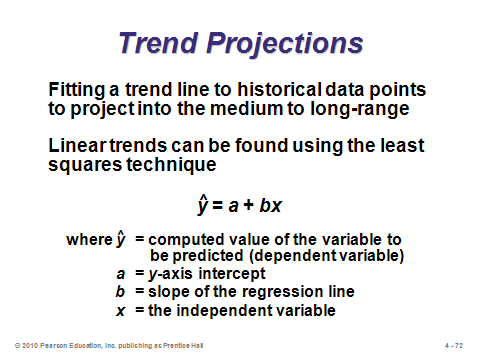 Trend Projections
Fitting a trend line to historical data points
to project into the medium to long-range
Linear trends can be found using the least
squares technique
ŷ = a + bx
where ŷ = computed value of the variable to
be predicted (dependent variable)
a = y-axis intercept
b = slope of the regression line
x = the independent variable
© 2010 Pearson Education, Inc. publishing as Prentice Hall
4 - 72